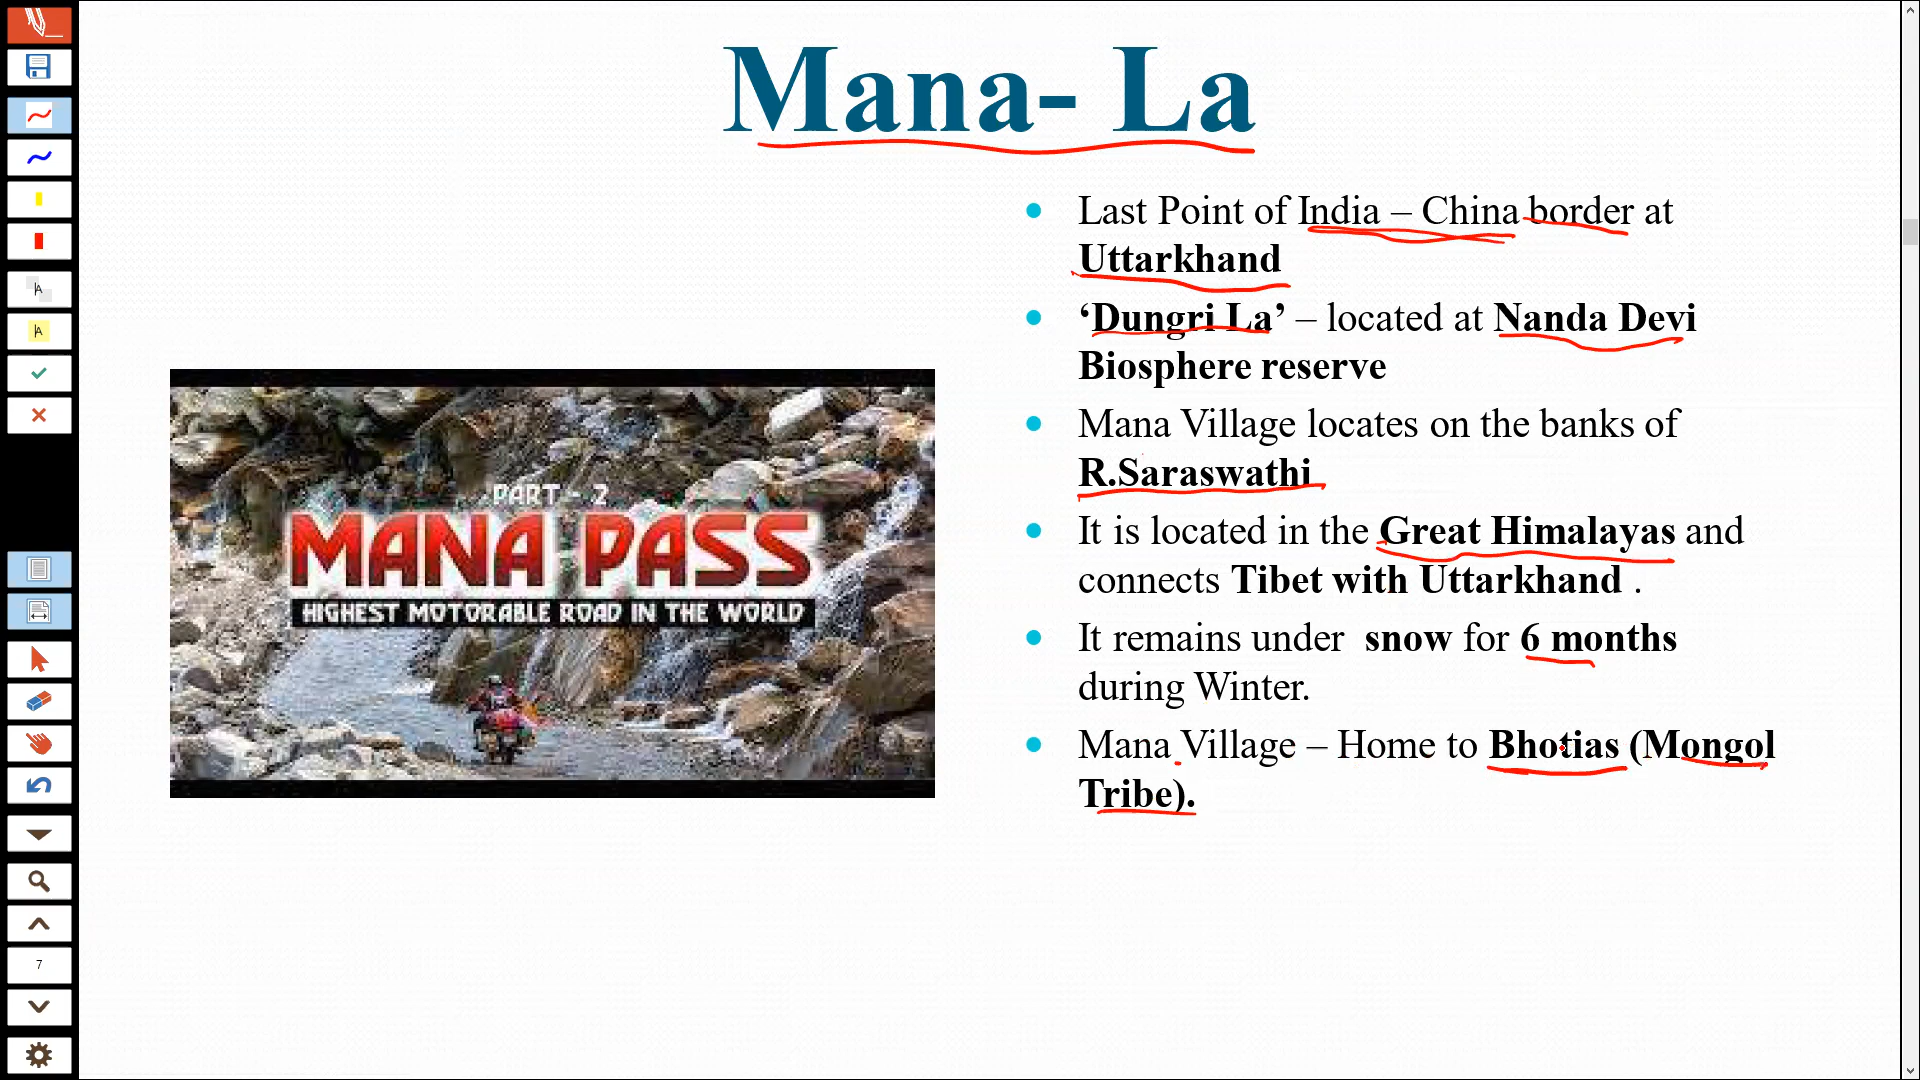 Mana- La
Last Point of India – China border at
Uttarkhand
‘Dungri La’ – located at Nanda Devi
Biosphere reserve
Mana Village locates on the banks of
R.Saraswathi
It is located in the Great Himalayas and
connects Tibet with Uttarkhand .
It remains under snow for 6 months
during Winter.
Mana Village – Home to Bhotias (Mongol
Tribe).
PART - 2
MANA PASS
HIGHEST MOTORABLE ROAD IN THE WORLD
A
A
7